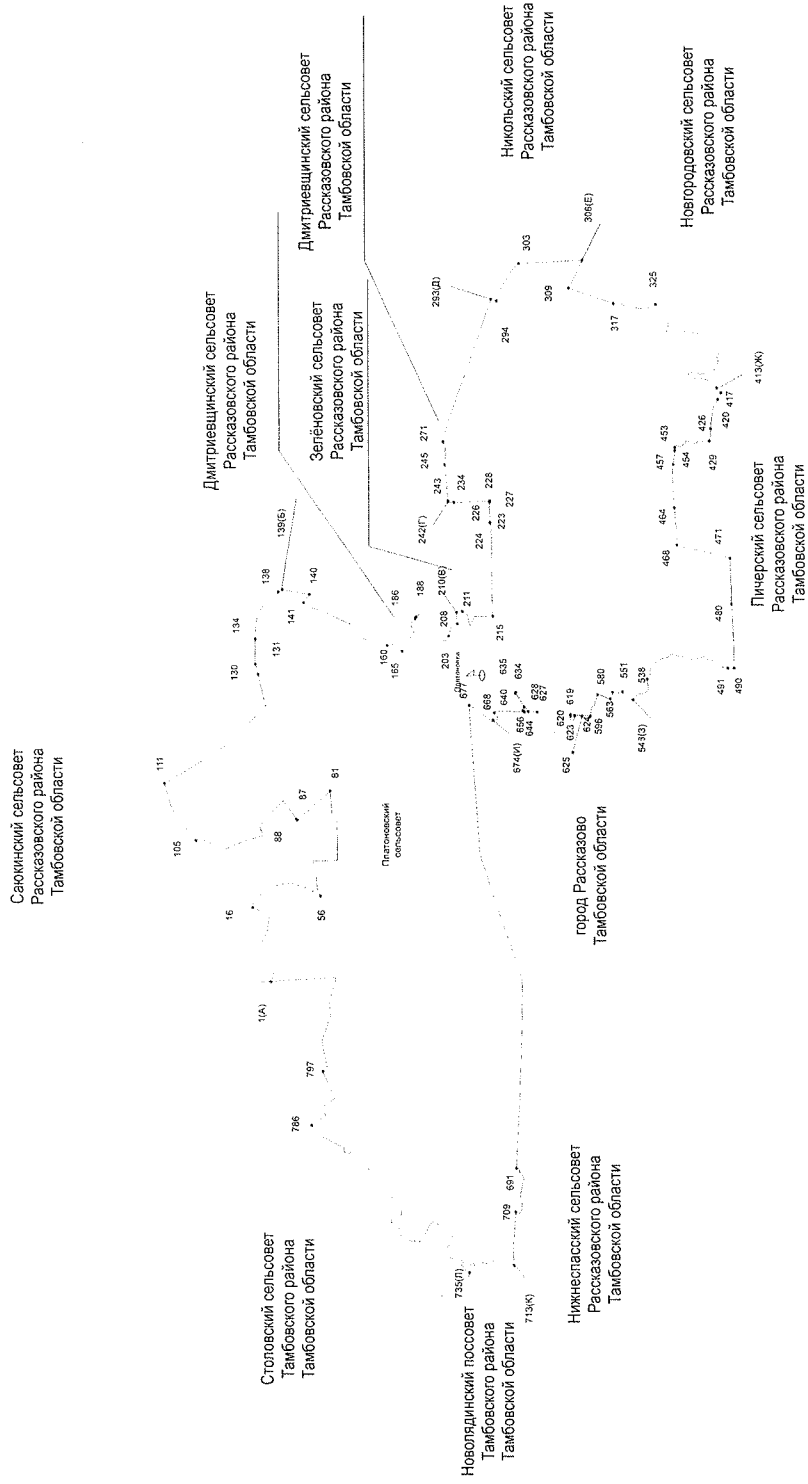 Саюкинский сельсовет
Рассказовского района
Тамбовской области
Столовский сельсовет
Тамбовского района
Тамбовской области
Дмитриевщинский сельсовет
Рассказовского района
Тамбовской области
Зелёновский сельсовет
Рассказовского района
Тамбовской области
Дмитриевщинский сельсовет
Рассказовского района
Тамбовской области
Никольский сельсовет
Рассказовского района
Тамбовской области
Новгородовский сельсовет
Рассказовского района
Тамбовской области
Пичерский сельсовет
Рассказовского района
Тамбовской области
город Рассказово
Тамбовской области
Нижнеспасский сельсовет
Рассказовского района
Тамбовской области
Новолядинский поссовет
Тамбовского района
Тамбовской области
Платоновский
сельсовет
1(А)
16
56
81
87
88
105
111
130
131
134
138
139(Б)
140
141
160
165
186
188
203
208
210(В)
211
215
223
224
226
227
228
234
242(Г)
243
245
271
293(Д)
294
303
306(Е)
309
317
325
413(Ж)
417
420
426
429
453
454
457
464
468
471
480
490
491
538
543(З)
551
563
580
596
619
620
623
624
625
627
628
634
635
640
644
656
668
674(И)
677
691
709
713(К)
735(Л)
786
797